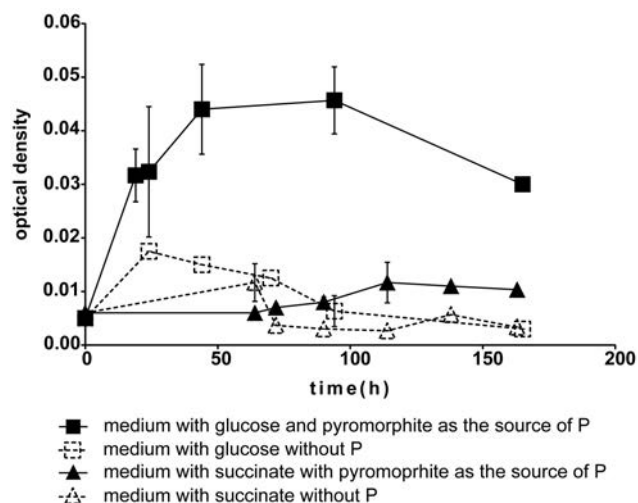 0.06
0.05
0.04
0.03
0.02
0.01
0.00
optical density
0 50 100 150 200
time(h)
medium with glucose and pyromorphite as the source of P
medium with glucose without P
medium with succinate with pyromoprhite as the source of P
medium with succinate without P